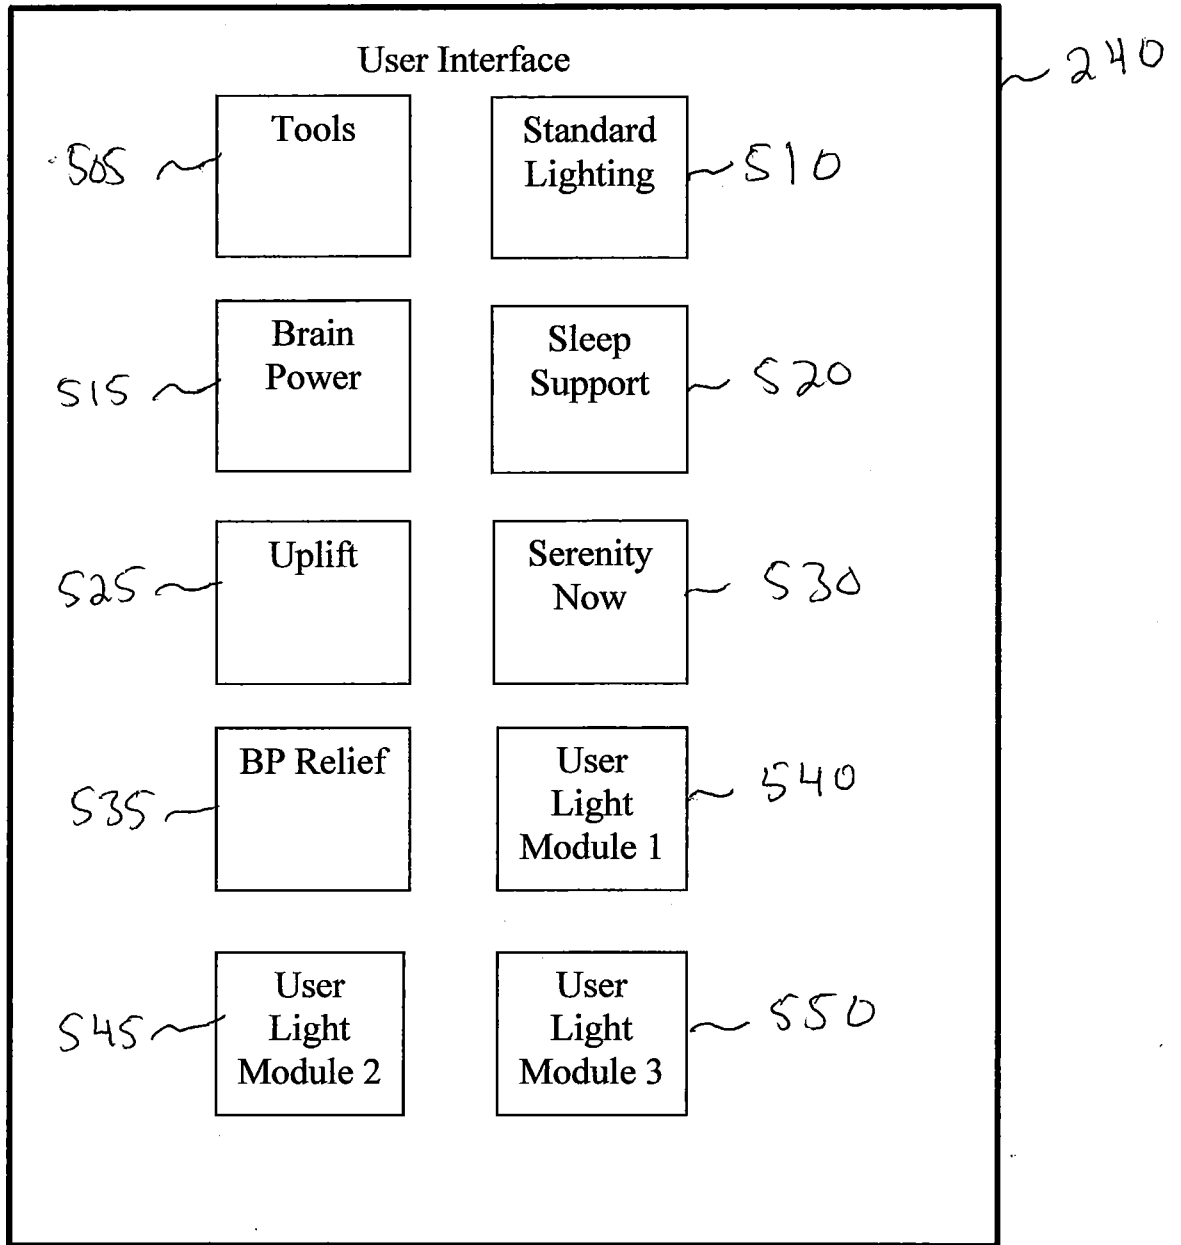 User Interface
240
Tools
Standard
Lighting
505
510
Brain
Power
Sleep
Support
515
520
Uplift
Serenity
Now
525
530
BP Relief
User
Light
Module 1
535
540
User
Light
Module 2
User
Light
Module 3
545
550